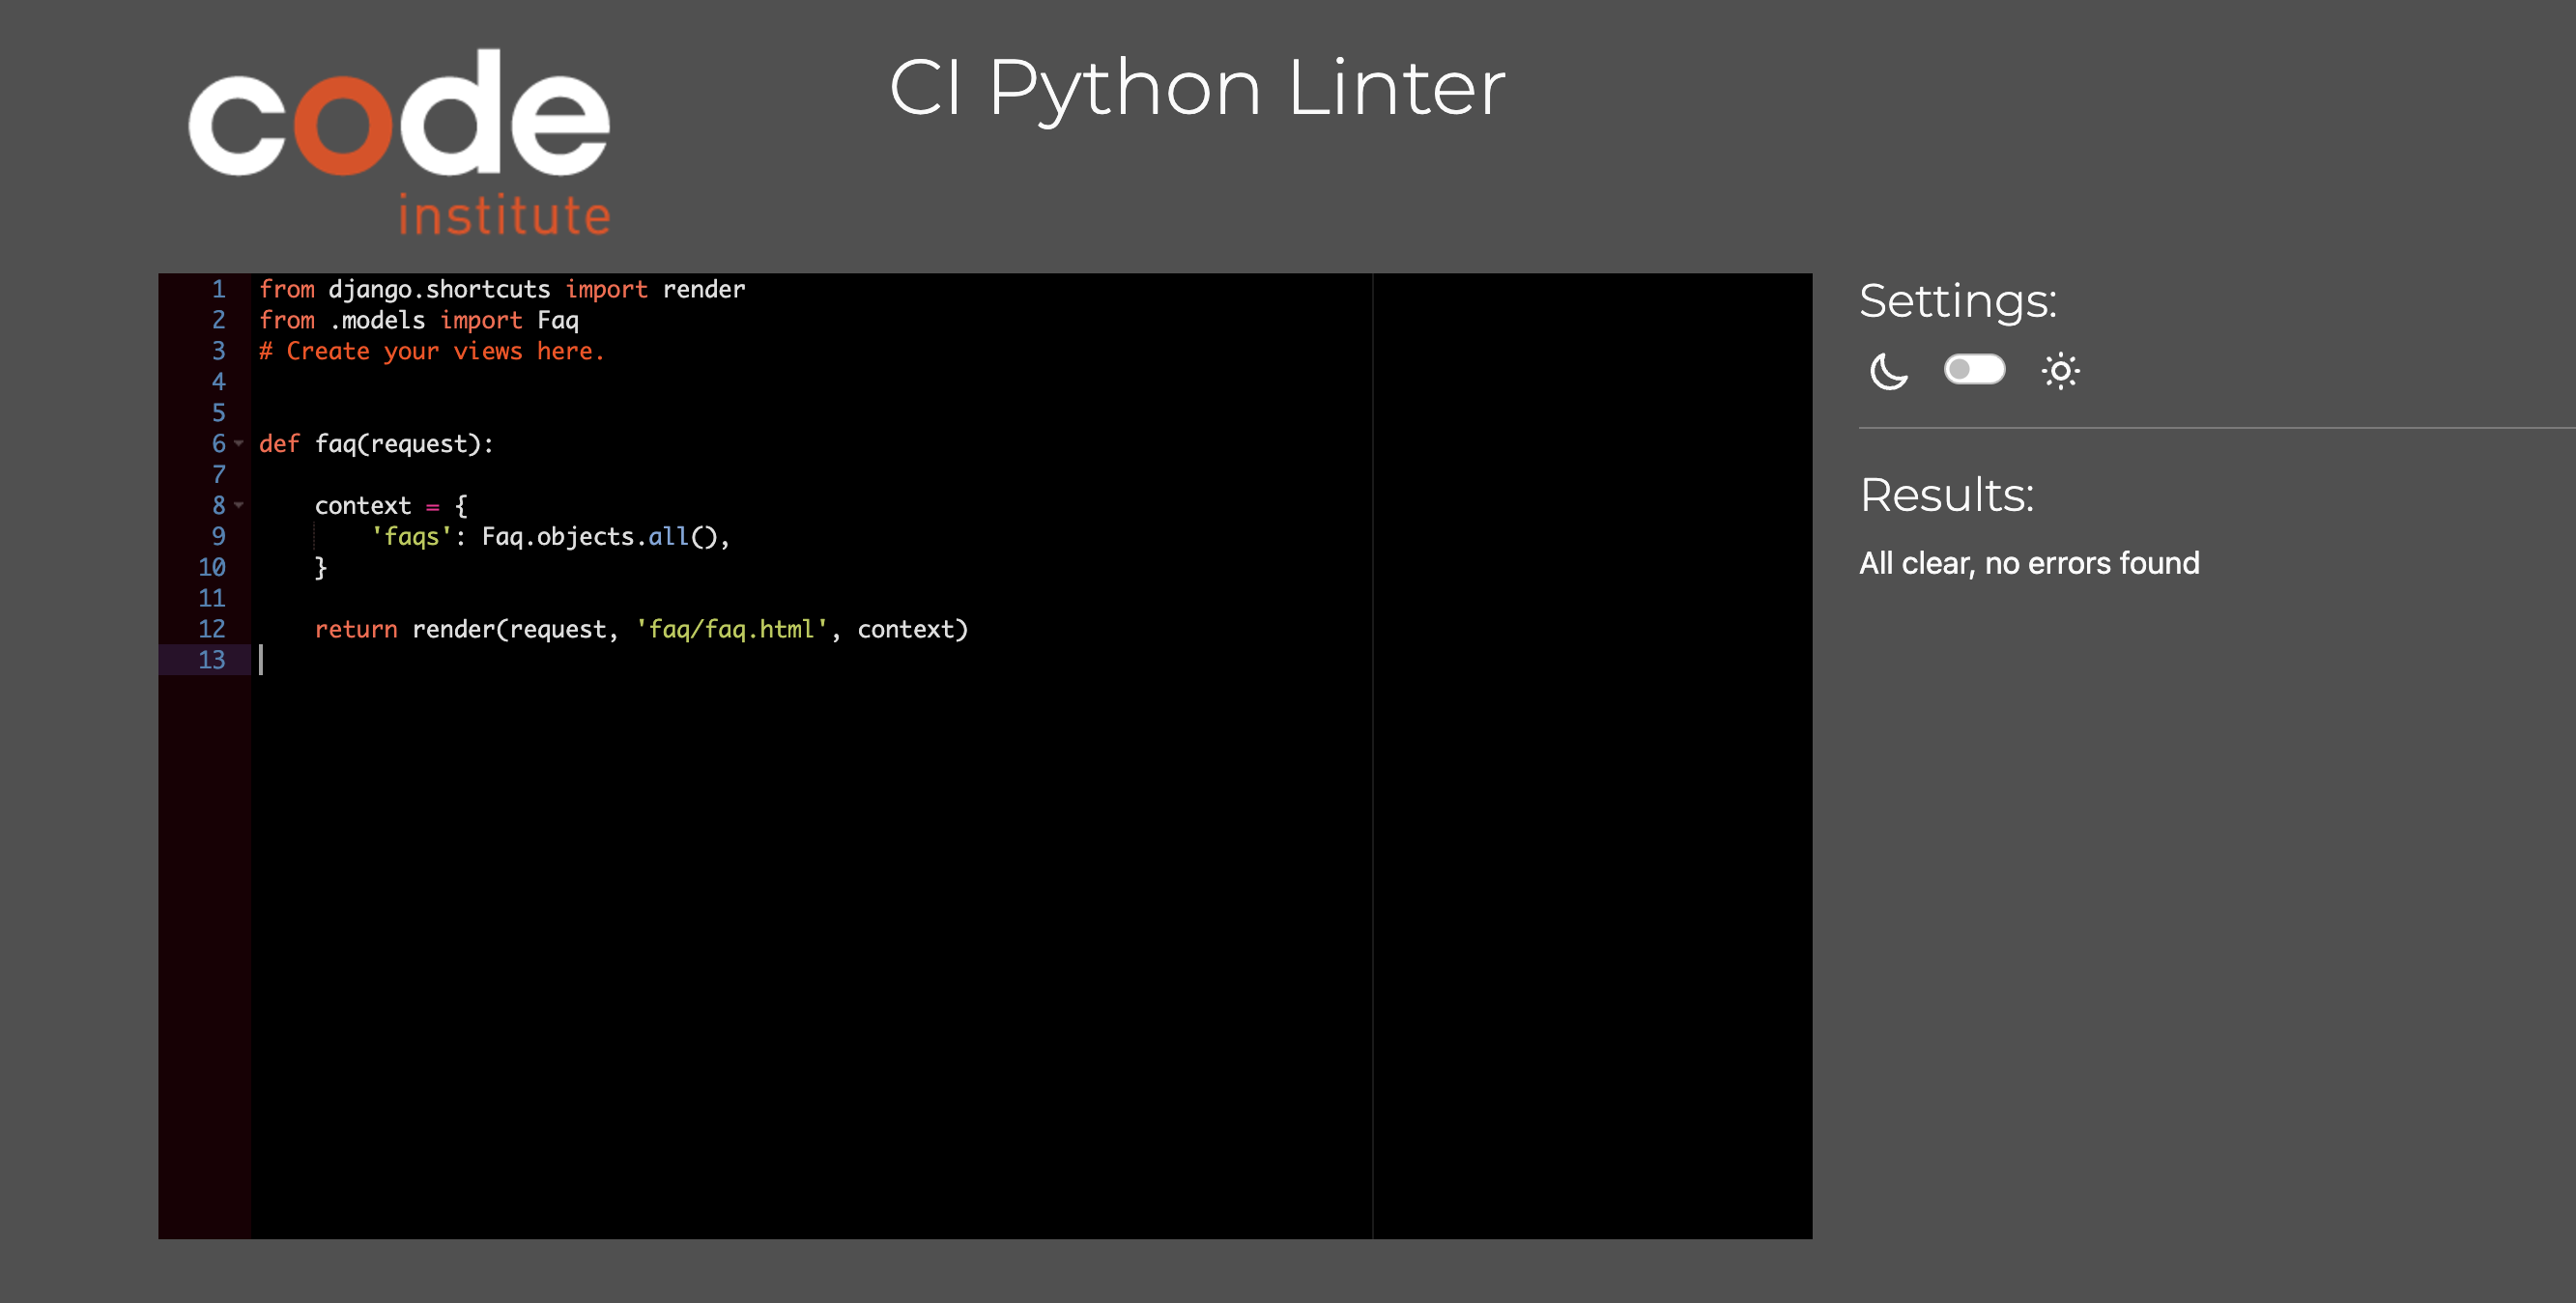 code
institute
CI Python Linter
1 from django.shortcuts import render
2 from .models import Faq
3 # Create your views here.
4
5
6 def faq(request):
7
8     context = {
9         'faqs': Faq.objects.all(),
10     }
11
12     return render(request, 'faq/faq.html', context)
13
Settings:
Results:
All clear, no errors found